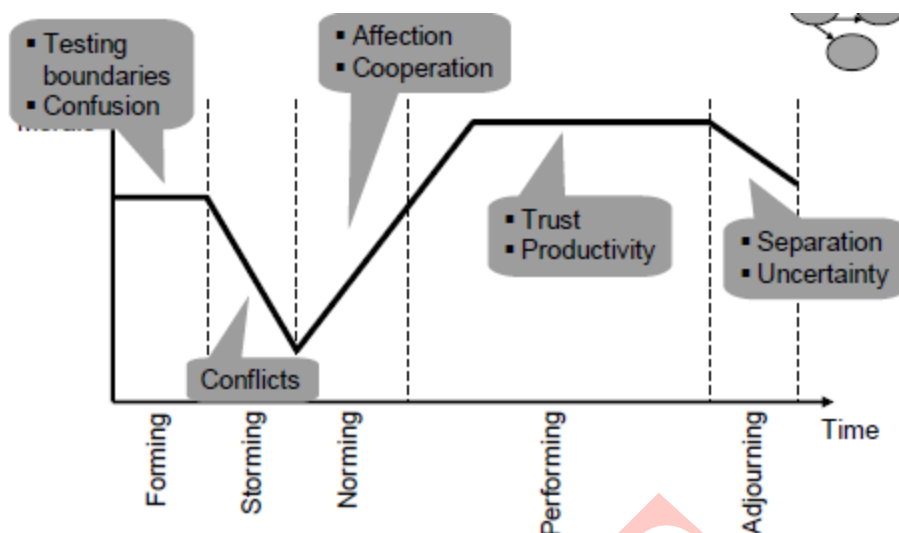 ▪ Testing
boundaries
▪ Confusion
▪ Affection
▪ Cooperation
▪ Trust
▪ Productivity
▪ Separation
▪ Uncertainty
Conflicts
Time
Forming
Storming
Norming
Performing
Adjourning